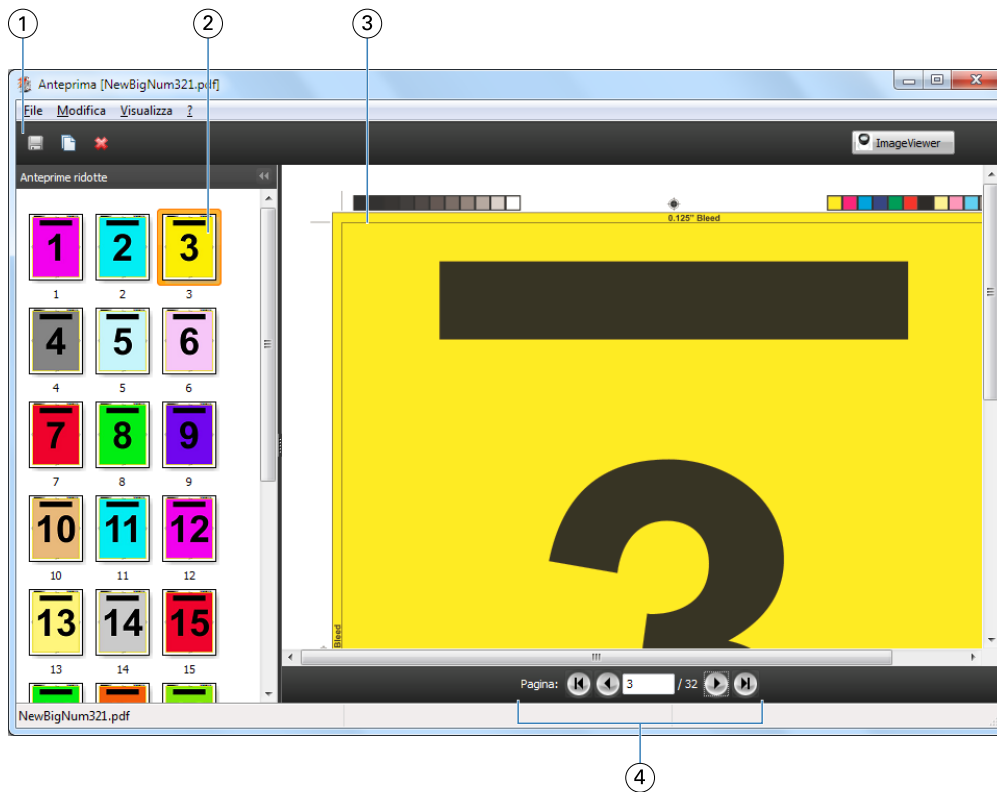 1 2 3
Anteprima [NewBigNum321.pdf]
File Modifica Visualizza ?
ImageViewer
Anteprime ridotte
1 2 3
1 2 3
4 5 6
4 5 6
7 8 9
7 8 9
10 11 12
10 11 12
13 14 15
13 14 15
0.125" Bleed
3
Bleed
Pagina: 3 / 32
NewBigNum321.pdf
4